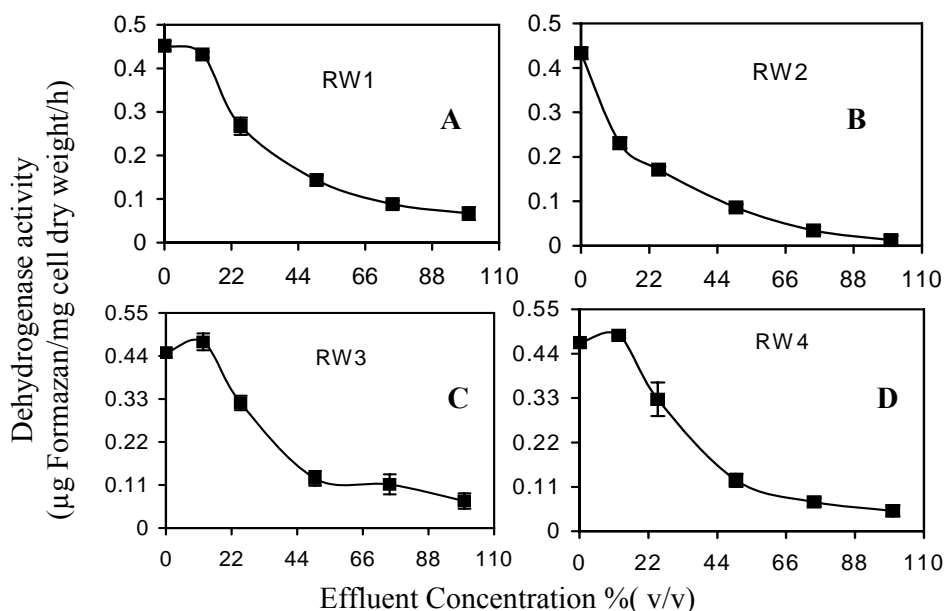 Dehydrogenase activity
(µg Formazan/mg cell dry weight/h)
0.5
0.4
0.3
0.2
0.1
0
RW1
A
0 22 44 66 88 110
0.5
0.4
0.3
0.2
0.1
0
RW2
B
0 22 44 66 88 110
0.55
0.44
0.33
0.22
0.11
0
RW3
C
0 22 44 66 88 110
0.55
0.44
0.33
0.22
0.11
0
RW4
D
0 22 44 66 88 110
Effluent Concentration %( v/v)